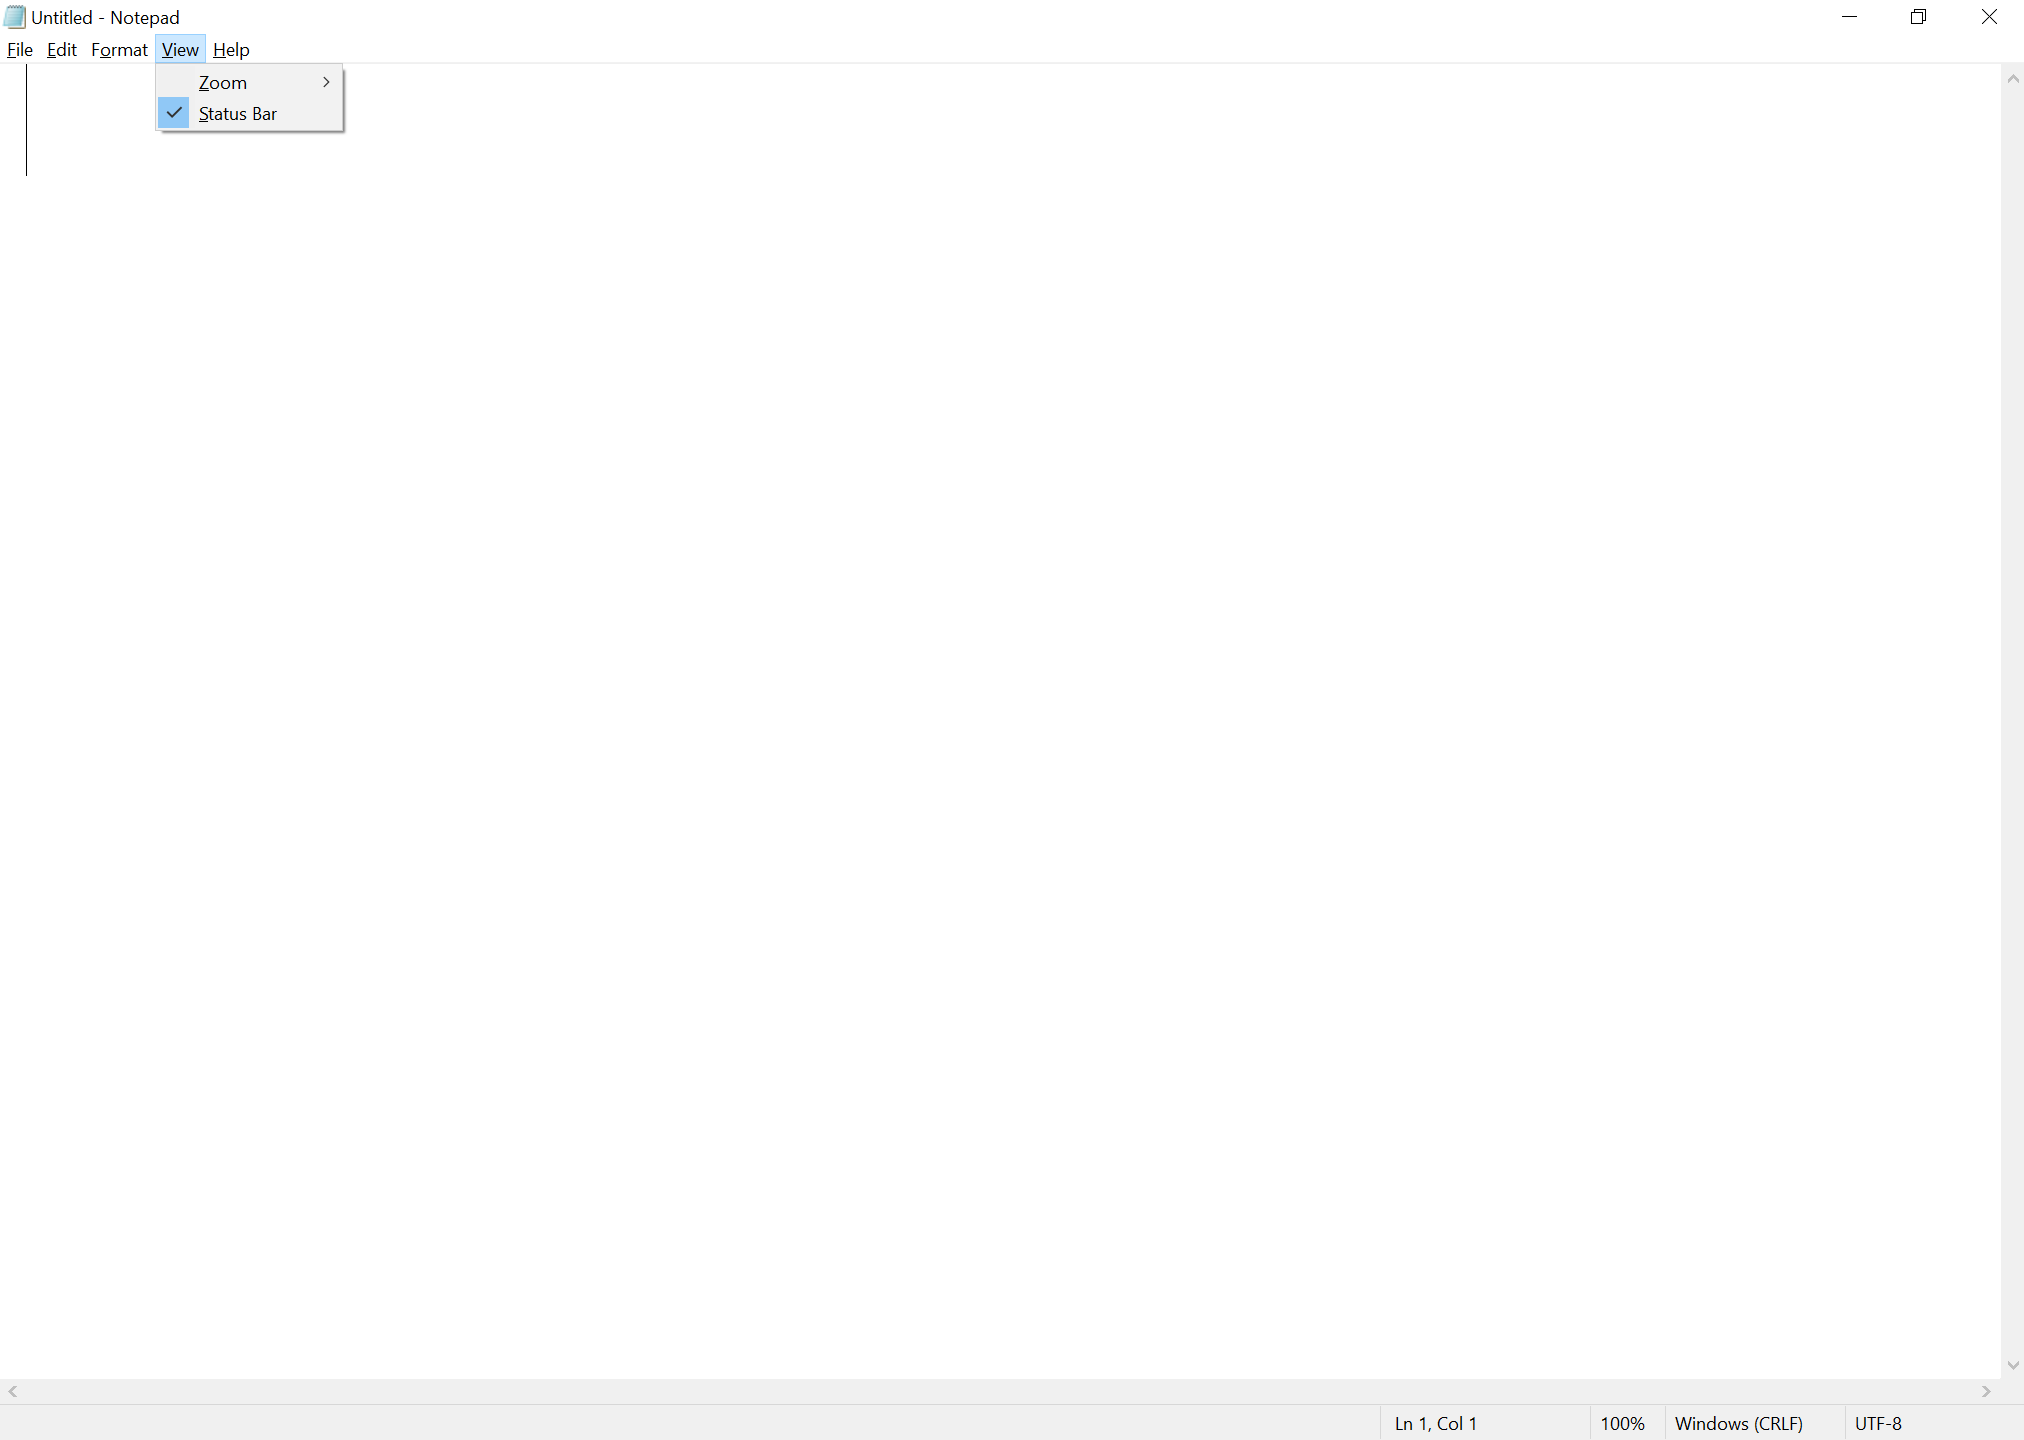 Untitled - Notepad
File Edit Format View Help
Zoom
Status Bar
Ln 1, Col 1 100% Windows (CRLF) UTF-8